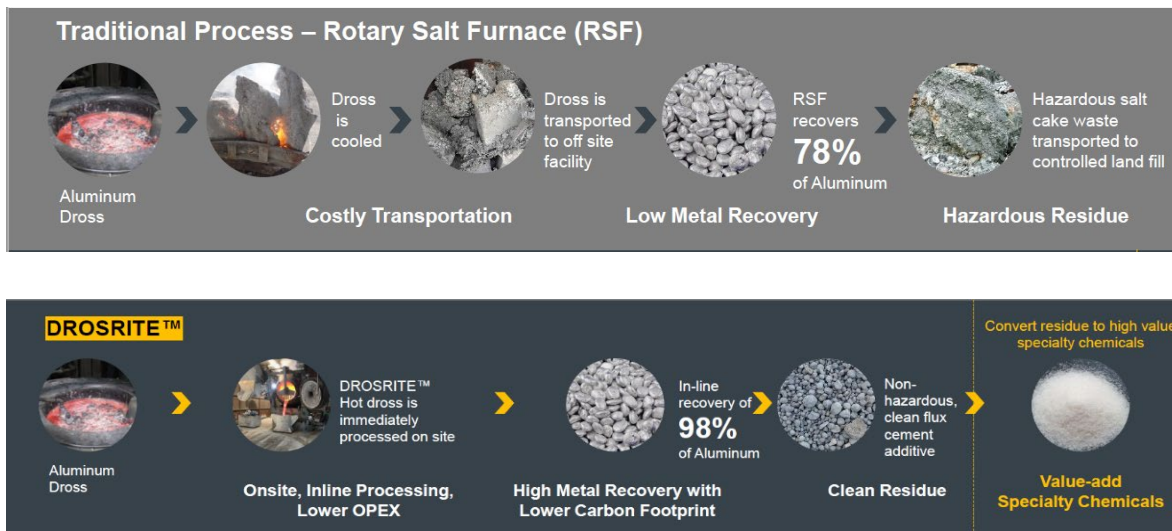 Traditional Process – Rotary Salt Furnace (RSF)
Aluminum
Dross
Dross
is
cooled
Dross is
transported
to off site
facility
RSF
recovers
78%
of Aluminum
Hazardous salt
cake waste
transported to
controlled land fill
Costly Transportation
Low Metal Recovery
Hazardous Residue
DROSRITE™
Aluminum
Dross
DROSRITE™
Hot dross is
immediately
processed on site
In-line
recovery of
98%
of Aluminum
Non-
hazardous,
clean flux
cement
additive
Convert residue to high value
specialty chemicals
Onsite, Inline Processing,
Lower OPEX
High Metal Recovery with
Lower Carbon Footprint
Clean Residue
Value-add
Specialty Chemicals